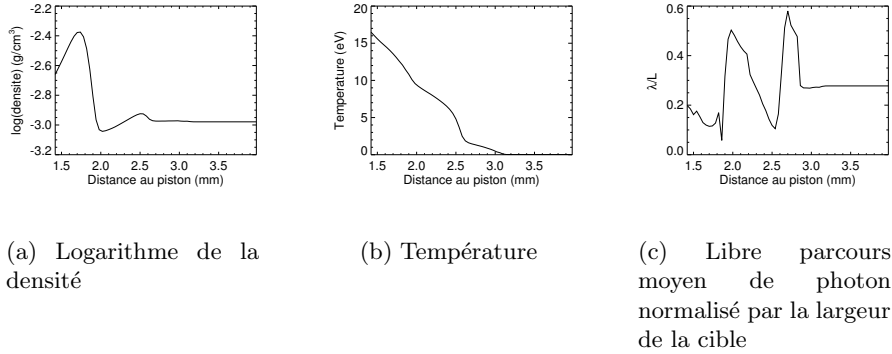 log(densite) (g/cm³)
-2.0
-2.2
-2.4
-2.6
-2.8
-3.0
-3.2
1.5 2.0 2.5 3.0 3.5
Distance au piston (mm)
Temperature (eV)
20
15
10
5
0
1.5 2.0 2.5 3.0 3.5
Distance au piston (mm)
λ/L
0.6
0.4
0.2
0.0
1.5 2.0 2.5 3.0 3.5
Distance au piston (mm)
(a) Logarithme de la
densité
(b) Température
(c) Libre parcours
moyen de photon
normalisé par la largeur
de la cible